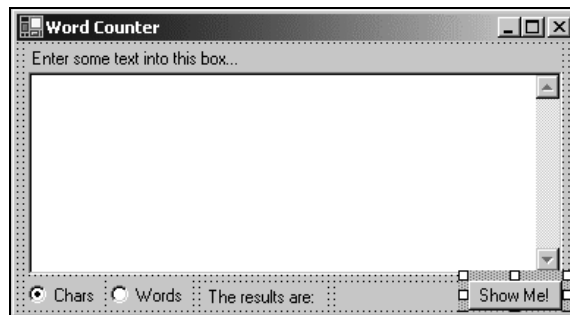 Word Counter
Enter some text into this box...
Chars Words The results are: Show Me!